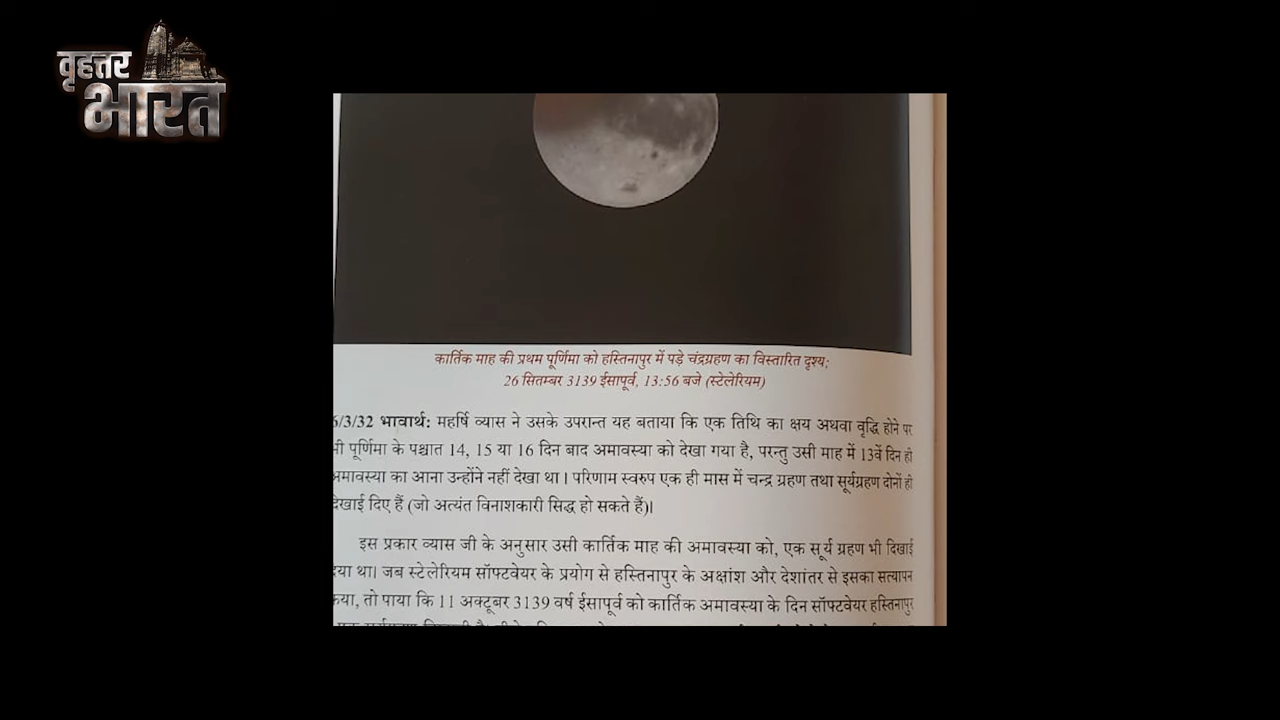 वृहत्तर
भारत
कार्तिक माह की प्रथम पूर्णिमा को हस्तिनापुर में पड़े चंद्रग्रहण का विस्तारित दृश्य;
26 सितम्बर 3139 ईसापूर्व, 13:56 बजे (स्टेलेरियम)
6/3/32 भावार्थ: महर्षि व्यास ने उसके उपरान्त यह बताया कि एक तिथि का क्षय अथवा वृद्धि होने पर
पूर्णिमा के पश्चात 14, 15 या 16 दिन बाद अमावस्या को देखा गया है, परन्तु उसी माह में 13वें दिन ही
अमावस्या का आना उन्होंने नहीं देखा था। परिणाम स्वरुप एक ही मास में चन्द्र ग्रहण तथा सूर्यग्रहण दोनों ही
दिखाई दिए हैं (जो अत्यंत विनाशकारी सिद्ध हो सकते हैं)।
इस प्रकार व्यास जी के अनुसार उसी कार्तिक माह की अमावस्या को, एक सूर्य ग्रहण भी दिखाई
था। जब स्टेलेरियम सॉफ्टवेयर के प्रयोग से हस्तिनापुर के अक्षांश और देशांतर से इसका सत्यापन
तो पाया कि 11 अक्टूबर 3139 वर्ष ईसापूर्व को कार्तिक अमावस्या के दिन सॉफ्टवेयर हस्तिनापुर